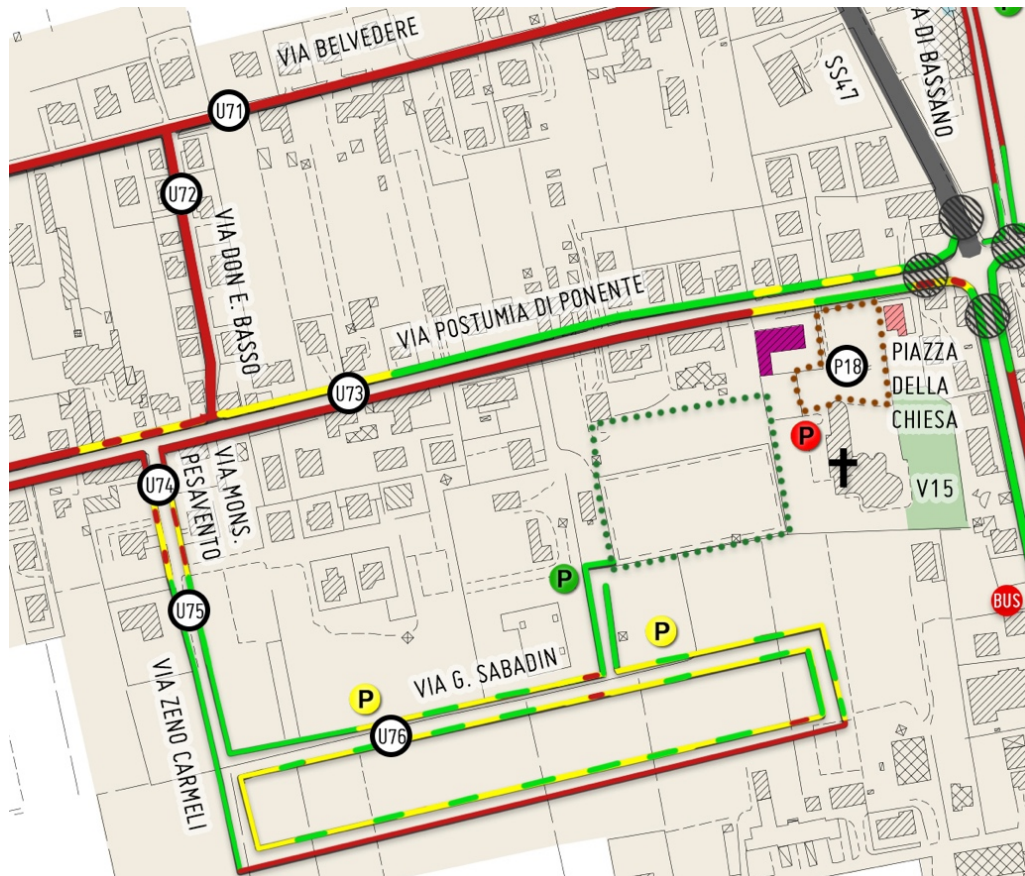 VIA BELVEDERE
U71
SS47
A DI BASSANO
U72
VIA DON E. BASSO
VIA POSTUMIA DI PONENTE
U73
P18
PIAZZA
DELLA
CHIESA
P
V15
U74
VIA MONS.
PESAVENTO
P
U75
BUS
P
VIA G. SABADIN
P
U76
VIA ZENO CARMELI